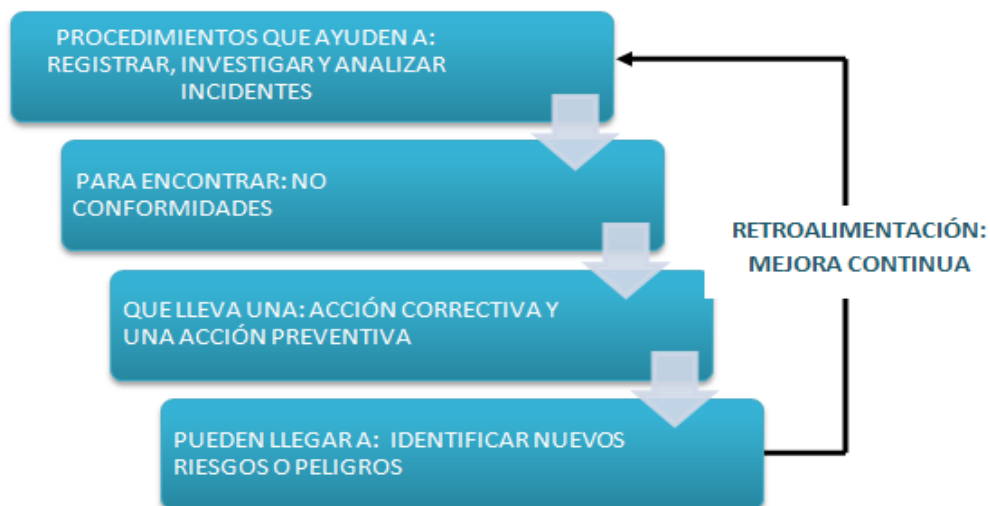 PROCEDIMIENTOS QUE AYUDEN A:
REGISTRAR, INVESTIGAR Y ANALIZAR
INCIDENTES
PARA ENCONTRAR: NO
CONFORMIDADES
RETROALIMENTACIÓN:
MEJORA CONTINUA
QUE LLEVA UNA: ACCIÓN CORRECTIVA Y
UNA ACCIÓN PREVENTIVA
PUEDEN LLEGAR A: IDENTIFICAR NUEVOS
RIESGOS O PELIGROS